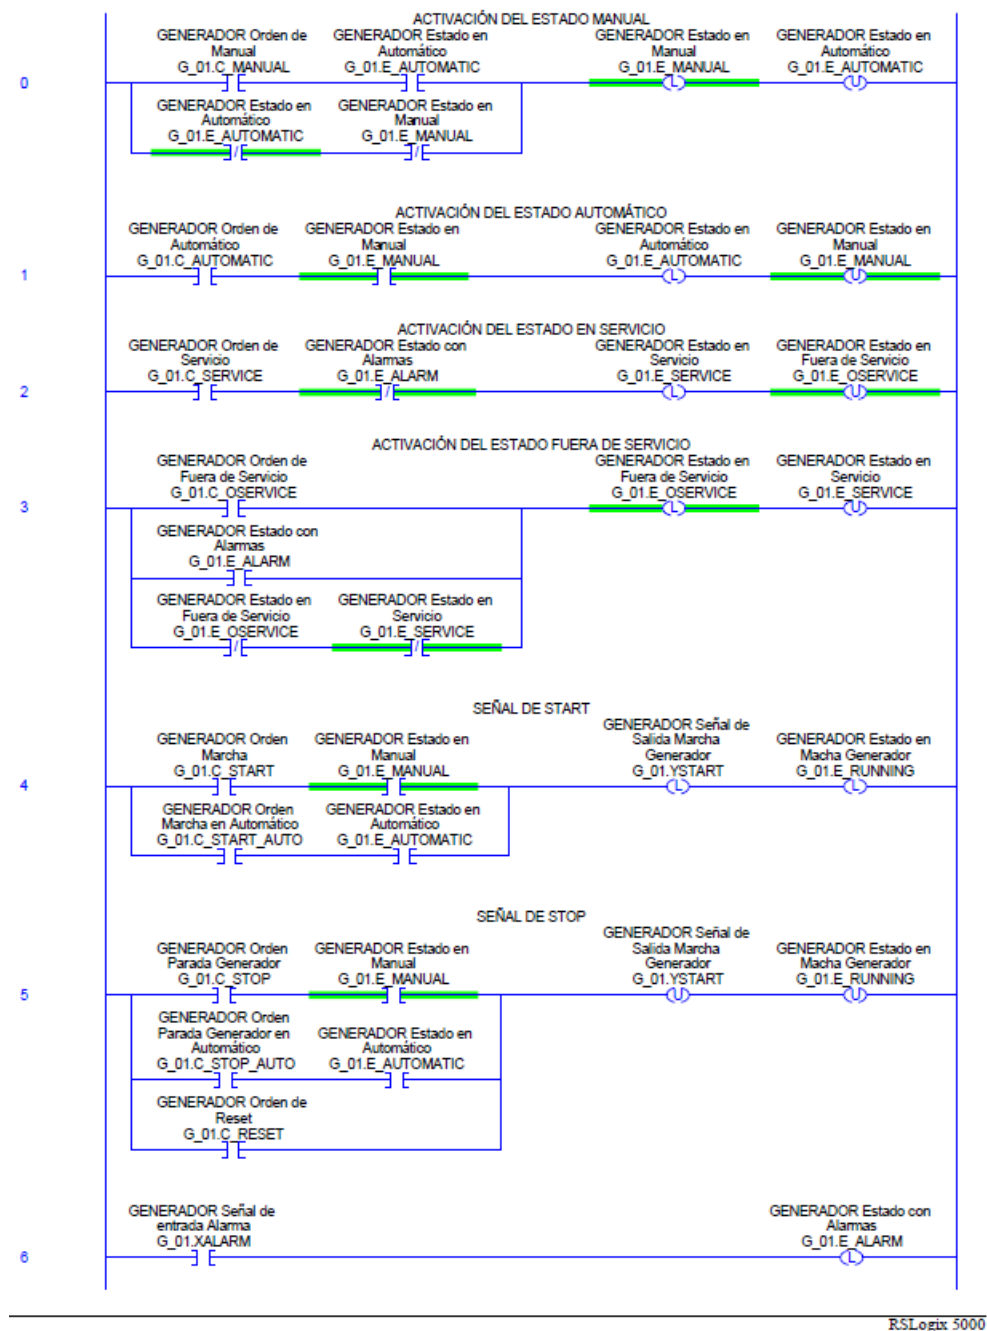 ACTIVACIÓN DEL ESTADO MANUAL
GENERADOR Orden de
Manual
G_01.C_MANUAL
GENERADOR Estado en
Automático
G_01.E_AUTOMATIC
GENERADOR Estado en
Manual
G_01.E_MANUAL
GENERADOR Estado en
Automático
G_01.E_AUTOMATIC
0
L
U
GENERADOR Estado en
Automático
G_01.E_AUTOMATIC
GENERADOR Estado en
Manual
G_01.E_MANUAL
ACTIVACIÓN DEL ESTADO AUTOMÁTICO
GENERADOR Orden de
Automático
G_01.C_AUTOMATIC
GENERADOR Estado en
Manual
G_01.E_MANUAL
GENERADOR Estado en
Automático
G_01.E_AUTOMATIC
GENERADOR Estado en
Manual
G_01.E_MANUAL
1
L
U
ACTIVACIÓN DEL ESTADO EN SERVICIO
GENERADOR Orden de
Servicio
G_01.C_SERVICE
GENERADOR Estado con
Alarmas
G_01.E_ALARM
GENERADOR Estado en
Servicio
G_01.E_SERVICE
GENERADOR Estado en
Fuera de Servicio
G_01.E_OSERVICE
2
L
U
ACTIVACIÓN DEL ESTADO FUERA DE SERVICIO
GENERADOR Orden de
Fuera de Servicio
G_01.C_OSERVICE
GENERADOR Estado en
Fuera de Servicio
G_01.E_OSERVICE
GENERADOR Estado en
Servicio
G_01.E_SERVICE
3
L
U
GENERADOR Estado con
Alarmas
G_01.E_ALARM
GENERADOR Estado en
Fuera de Servicio
G_01.E_OSERVICE
GENERADOR Estado en
Servicio
G_01.E_SERVICE
SEÑAL DE START
GENERADOR Orden
Marcha
G_01.C_START
GENERADOR Estado en
Manual
G_01.E_MANUAL
GENERADOR Señal de
Salida Marcha
Generador
G_01.YSTART
GENERADOR Estado en
Macha Generador
G_01.E_RUNNING
4
L
L
GENERADOR Orden
Marcha en Automático
G_01.C_START_AUTO
GENERADOR Estado en
Automático
G_01.E_AUTOMATIC
SEÑAL DE STOP
GENERADOR Orden
Parada Generador
G_01.C_STOP
GENERADOR Estado en
Manual
G_01.E_MANUAL
GENERADOR Señal de
Salida Marcha
Generador
G_01.YSTART
GENERADOR Estado en
Macha Generador
G_01.E_RUNNING
5
U
U
GENERADOR Orden
Parada Generador en
Automático
G_01.C_STOP_AUTO
GENERADOR Estado en
Automático
G_01.E_AUTOMATIC
GENERADOR Orden de
Reset
G_01.C_RESET
GENERADOR Señal de
entrada Alarma
G_01.XALARM
GENERADOR Estado con
Alarmas
G_01.E_ALARM
6
L
RSLogix 5000